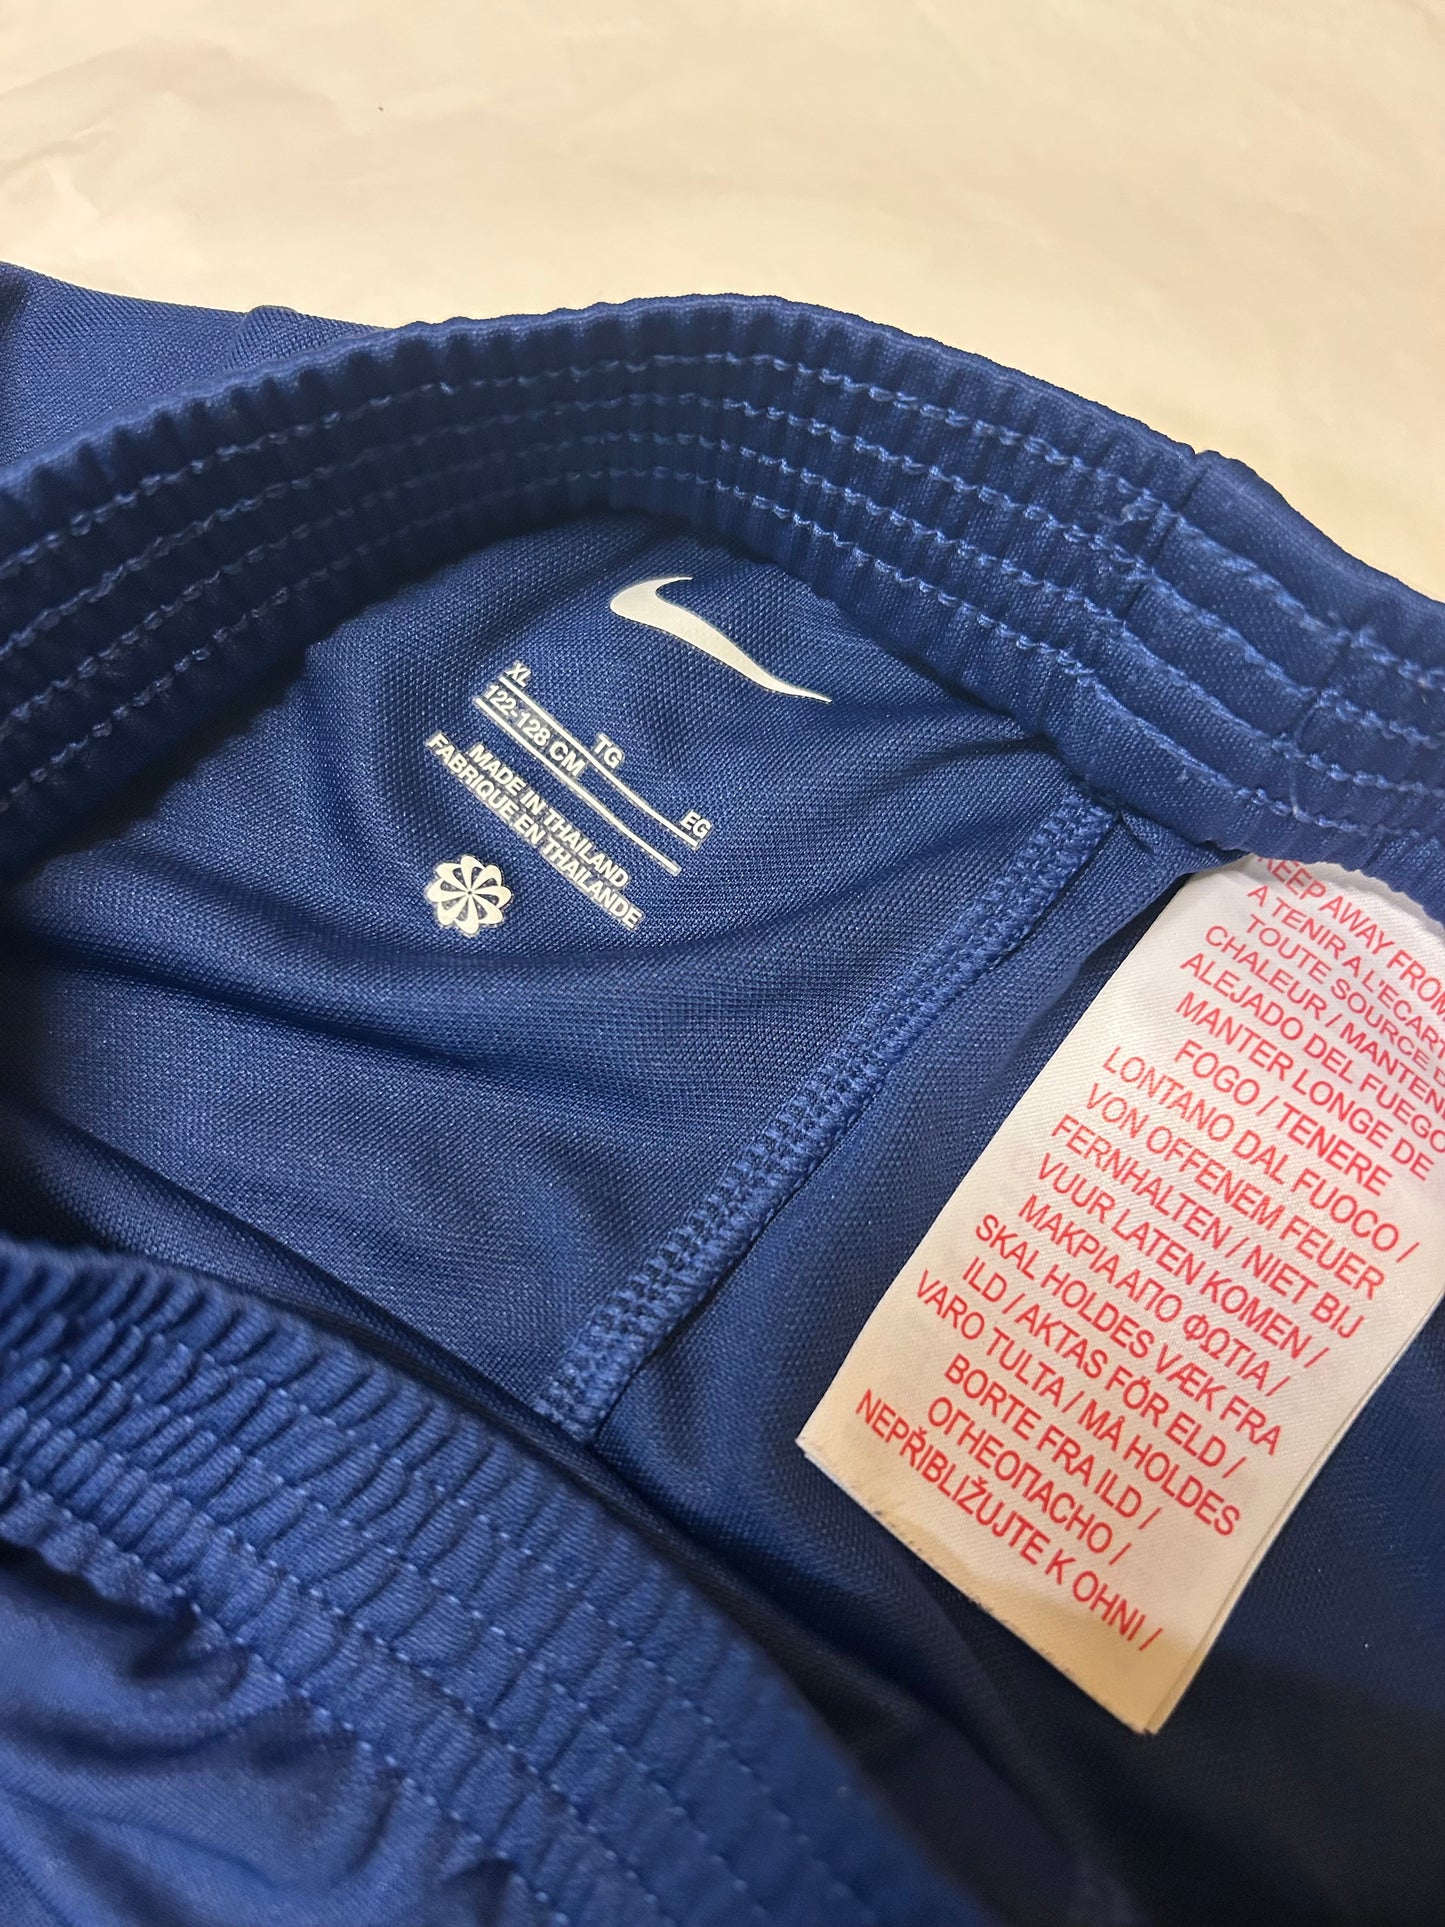 XL TG EG
122-128 CM
MADE IN THAILAND
FABRIQUE EN THAILANDE
KEEP AWAY FROM
A TENIR A L'ECART
TOUTE SOURCE
CHALEUR / MANTEN
ALEJADO DEL FUEGO
MANTER LONGE DE
FOGO / TENERE
LONTANO DAL FUOCO /
VON OFFENEM FEUER
FERNHALTEN / NIET BIJ
VUUR LATEN KOMEN /
ΜΑΚΡΙΑ ΑΠΟ ΦΩΤΙΑ /
SKAL HOLDES VÆK FRA
ILD / AKTAS FÖR ELD /
VARO TULTA / MÅ HOLDES
BORTE FRA ILD /
ОГНЕОПАСНО /
NEPŘIBLIŽUJTE K OHNI /